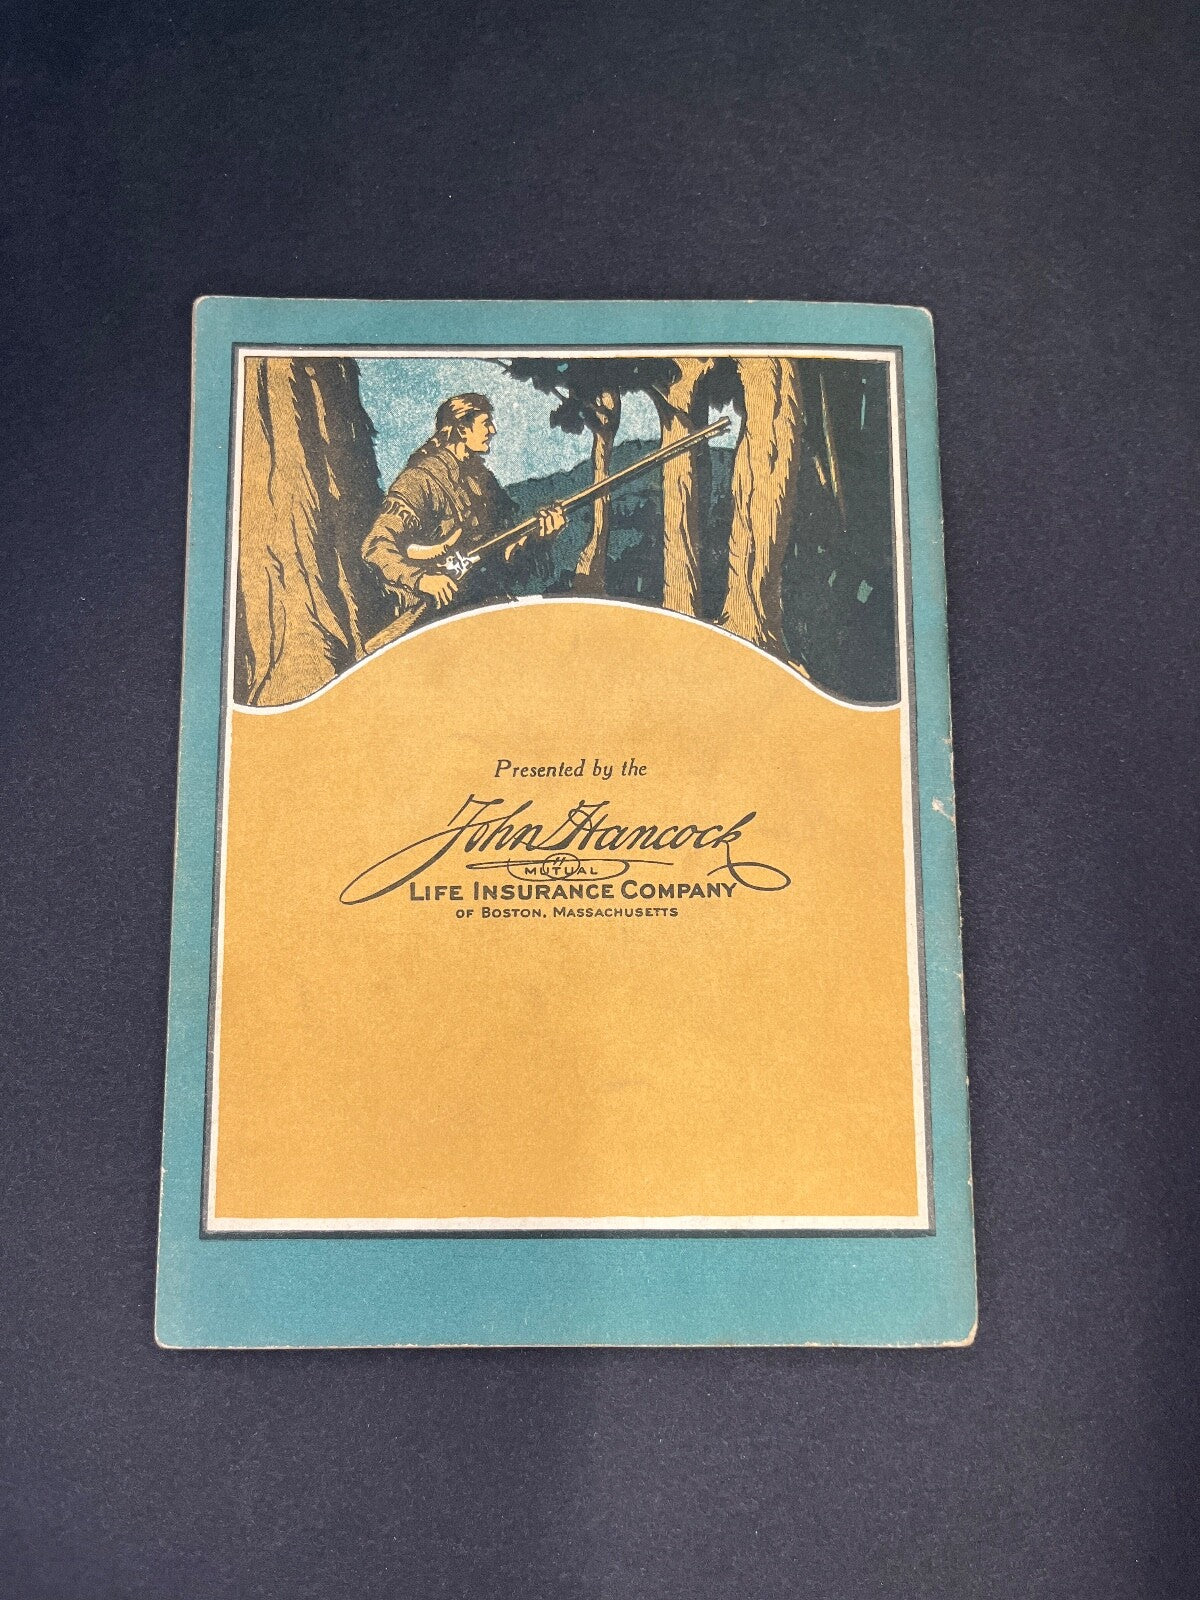 Presented by the
John Hancock
MUTUAL
LIFE INSURANCE COMPANY
OF BOSTON, MASSACHUSETTS